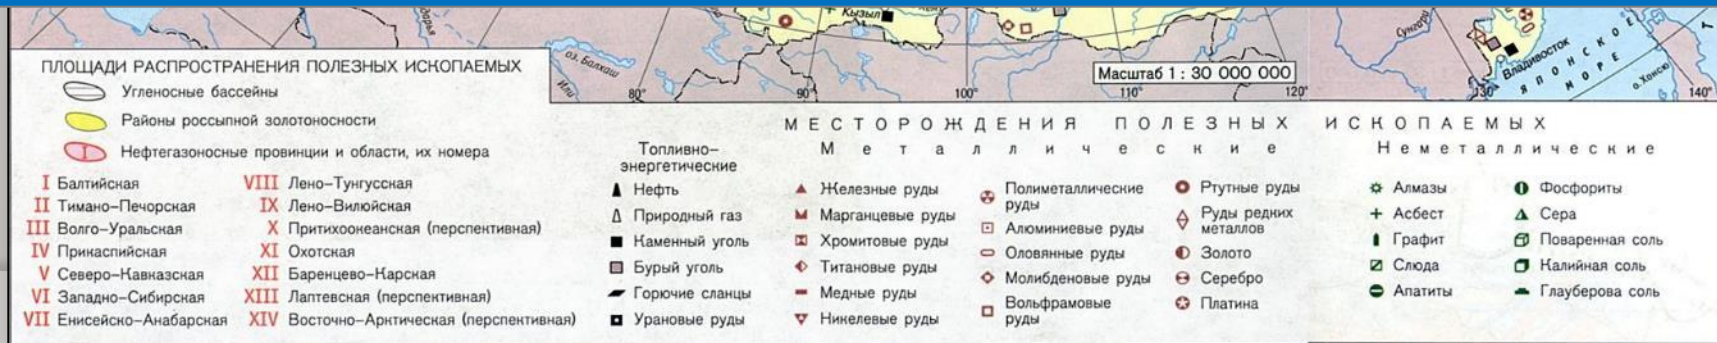 Кызыл
Сунгари
Владивосток
ЯПОНСКОЕ
МОРЕ
о.Хонсю
оз. Балхаш
Или
Масштаб 1 : 30 000 000
80° 90° 100° 110° 120° 130° 140°
ПЛОЩАДИ РАСПРОСТРАНЕНИЯ ПОЛЕЗНЫХ ИСКОПАЕМЫХ
Угленосные бассейны
Районы россыпной золотоносности
Нефтегазоносные провинции и области, их номера
I Балтийская
II Тимано-Печорская
III Волго-Уральская
IV Прикаспийская
V Северо-Кавказская
VI Западно-Сибирская
VII Енисейско-Анабарская
VIII Лено-Тунгусская
IX Лено-Вилюйская
X Притихоокеанская (перспективная)
XI Охотская
XII Баренцево-Карская
XIII Лаптевская (перспективная)
XIV Восточно-Арктическая (перспективная)
МЕСТОРОЖДЕНИЯ ПОЛЕЗНЫХ ИСКОПАЕМЫХ
Топливно-
энергетические
Нефть
Природный газ
Каменный уголь
Бурый уголь
Горючие сланцы
Урановые руды
Металлические
Железные руды
Марганцевые руды
Хромитовые руды
Титановые руды
Медные руды
Никелевые руды
Полиметаллические
руды
Алюминиевые руды
Оловянные руды
Молибденовые руды
Вольфрамовые
руды
Ртутные руды
Руды редких
металлов
Золото
Серебро
Платина
Неметаллические
Алмазы
Асбест
Графит
Слюда
Апатиты
Фосфориты
Сера
Поваренная соль
Калийная соль
Глауберова соль